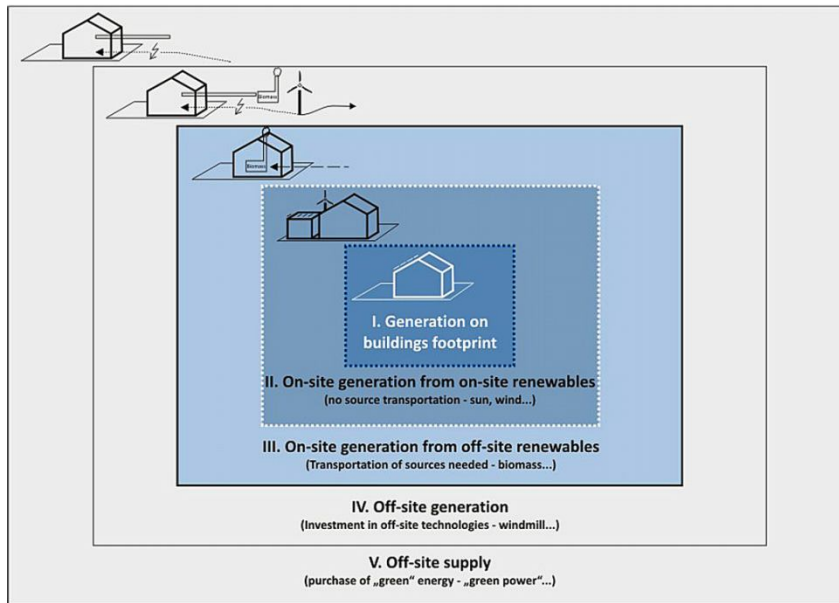 Biomass
Biomass
I. Generation on
buildings footprint
II. On-site generation from on-site renewables
(no source transportation - sun, wind...)
III. On-site generation from off-site renewables
(Transportation of sources needed - biomass...)
IV. Off-site generation
(Investment in off-site technologies - windmill...)
V. Off-site supply
(purchase of „green“ energy - „green power“...)